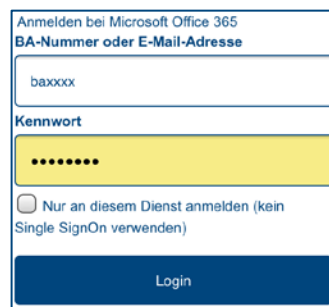 Anmelden bei Microsoft Office 365
BA-Nummer oder E-Mail-Adresse
baxxxx
Kennwort
••••••••
Nur an diesem Dienst anmelden (kein
Single SignOn verwenden)
Login